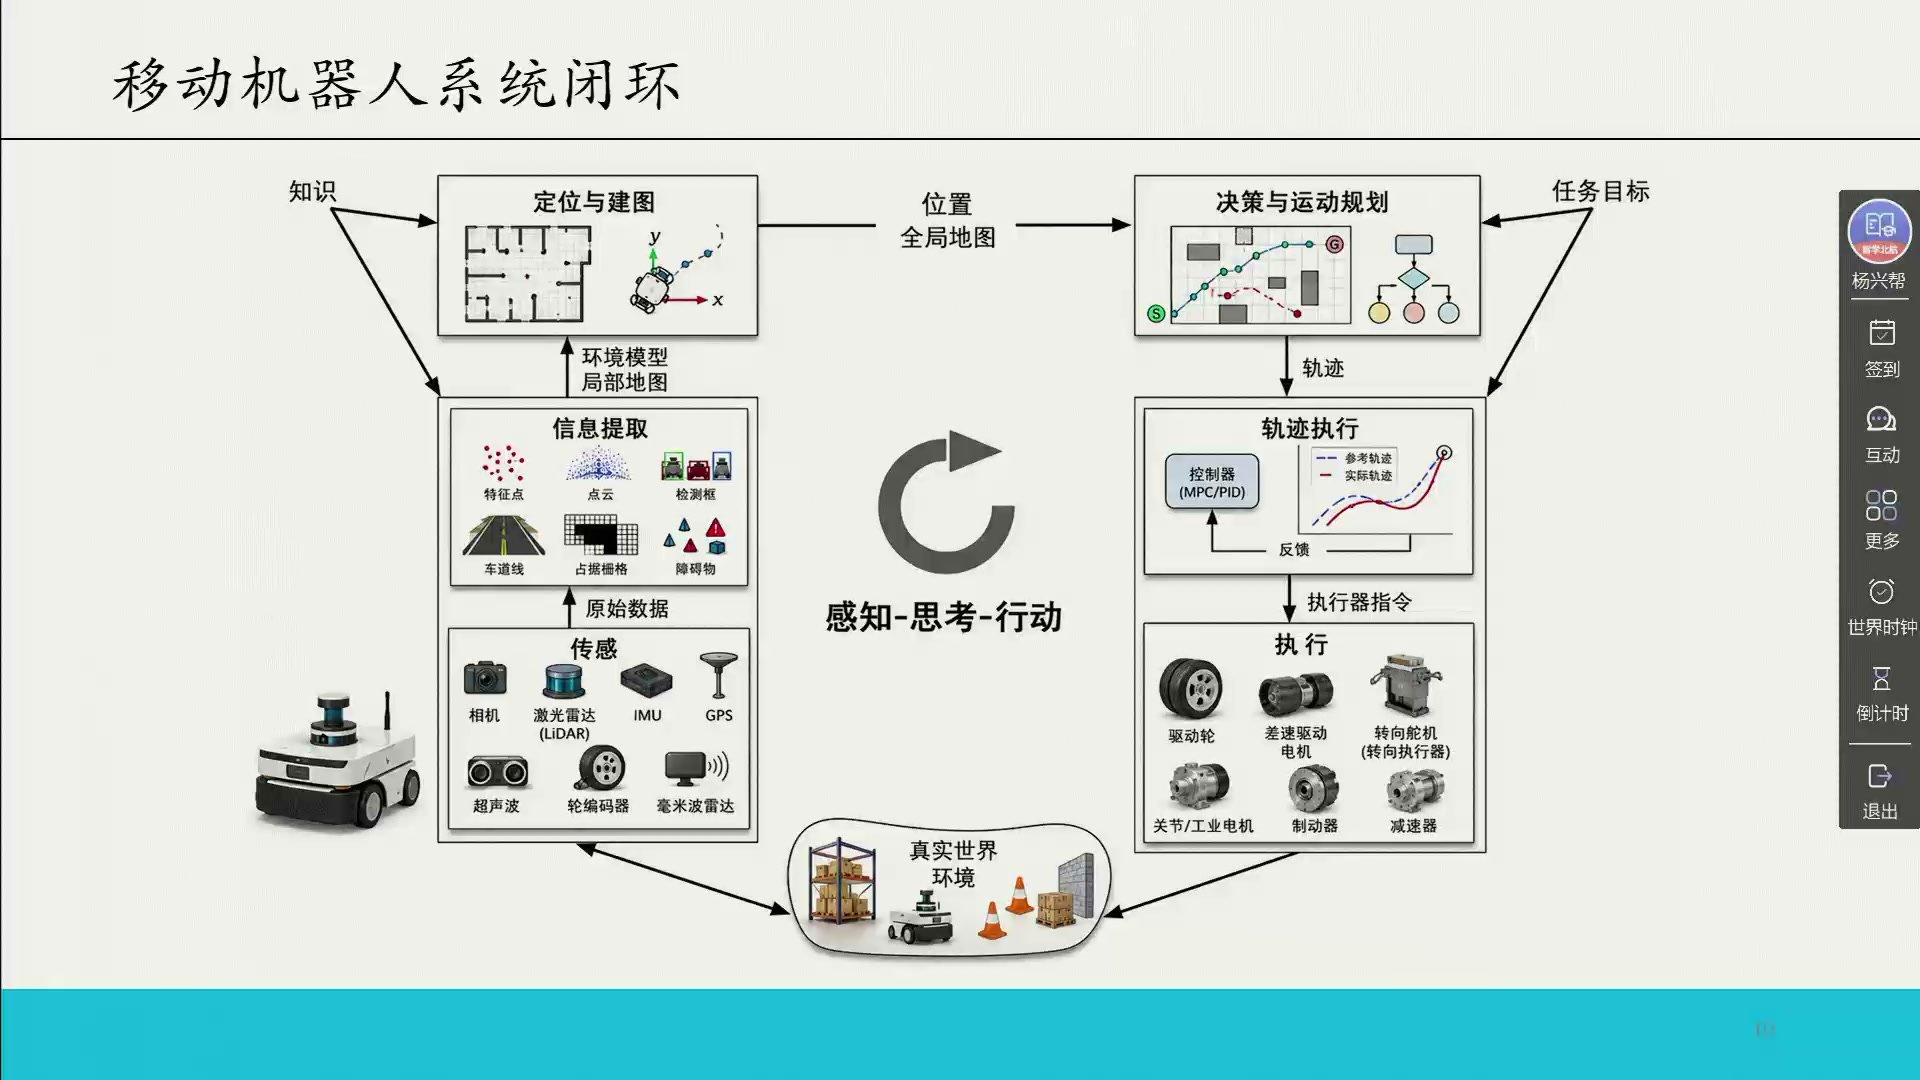 移动机器人系统闭环
知识
定位与建图
y
x
位置
全局地图
决策与运动规划
S
G
任务目标
环境模型
局部地图
轨迹
信息提取
特征点
点云
检测框
车道线
占据栅格
障碍物
原始数据
传感
相机
激光雷达
(LiDAR)
IMU
GPS
超声波
轮编码器
毫米波雷达
感知-思考-行动
轨迹执行
控制器
(MPC/PID)
参考轨迹
实际轨迹
反馈
执行器指令
执行
驱动轮
差速驱动
电机
转向舵机
(转向执行器)
关节/工业电机
制动器
减速器
真实世界
环境
智学北航
杨兴帮
签到
互动
更多
世界时钟
倒计时
退出